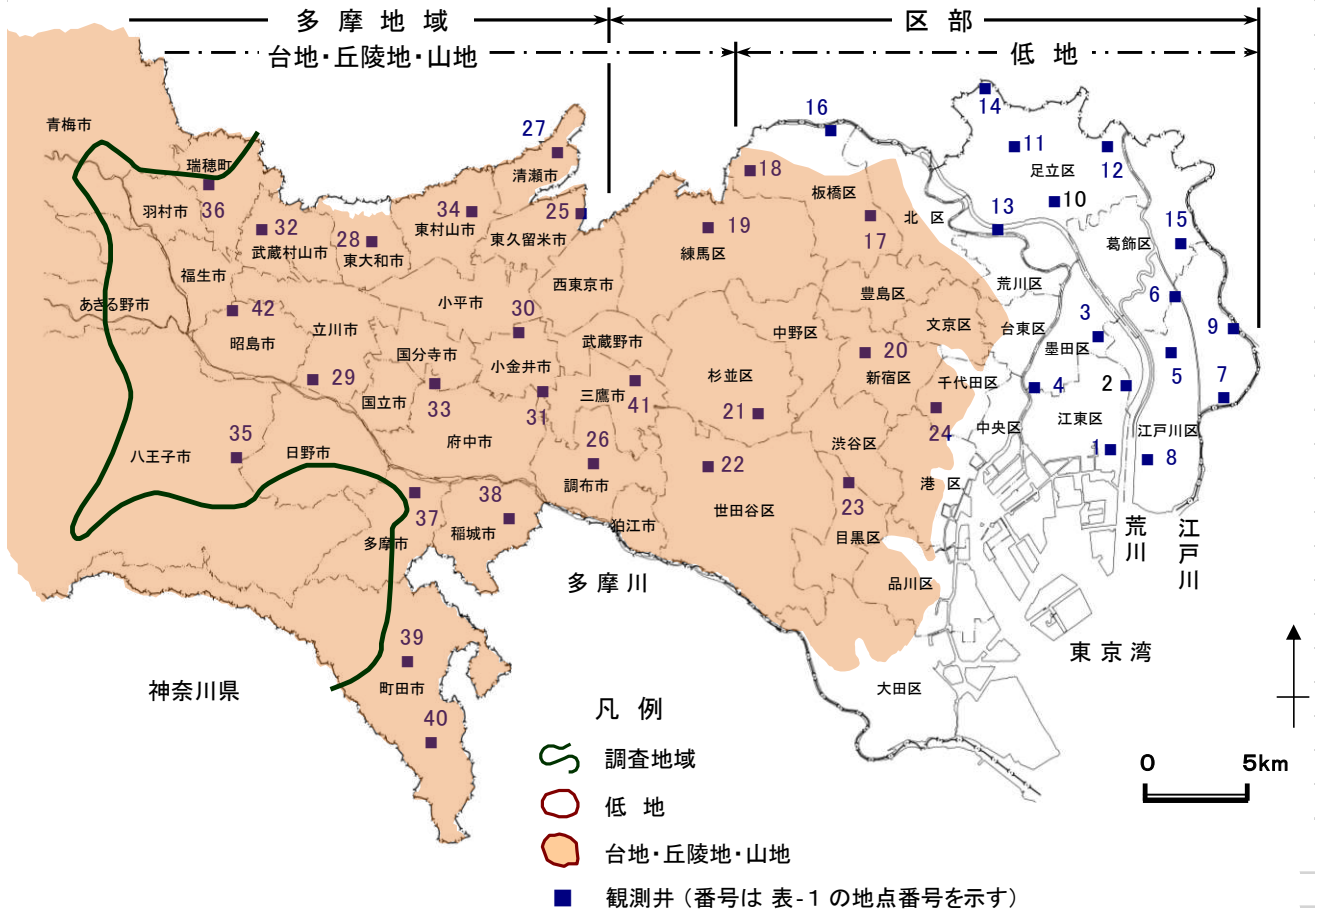 多摩地域
区部
台地・丘陵地・山地
低地
青梅市
瑞穂町
羽村市
36
32
武蔵村山市
28
東大和市
34
東村山市
27
清瀬市
25
東久留米市
福生市
あきる野市
42
昭島市
立川市
小平市
西東京市
30
小金井市
国分寺市
武蔵野市
29
国立市
33
31
三鷹市
41
府中市
26
調布市
35
八王子市
日野市
37
多摩市
38
稲城市
狛江市
39
町田市
40
16
18
板橋区
17
北区
19
練馬区
豊島区
文京区
中野区
20
新宿区
千代田区
杉並区
21
24
22
世田谷区
渋谷区
23
港区
目黒区
品川区
大田区
14
11
足立区
12
10
13
15
葛飾区
荒川区
台東区
6
3
墨田区
9
5
4
2
7
中央区
江東区
江戸川区
1
8
荒川
江戸川
多摩川
東京湾
神奈川県
凡例
調査地域
低地
台地・丘陵地・山地
観測井（番号は 表-1 の地点番号を示す）
0 5km